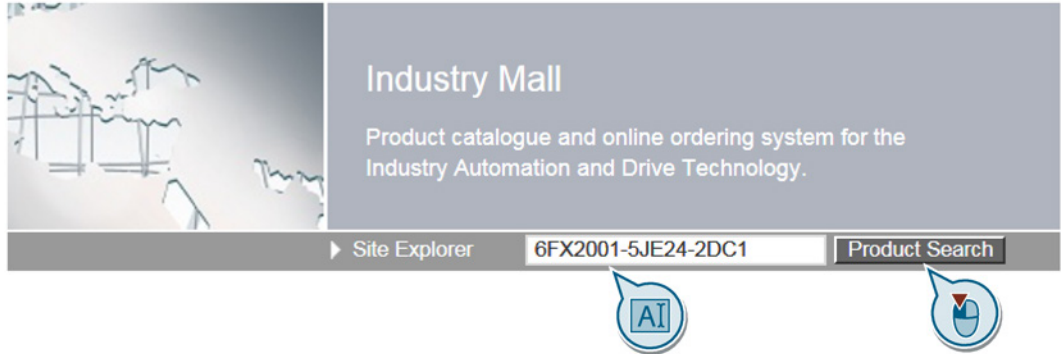 Industry Mall
Product catalogue and online ordering system for the
Industry Automation and Drive Technology.
Site Explorer
6FX2001-5JE24-2DC1
Product Search
AI